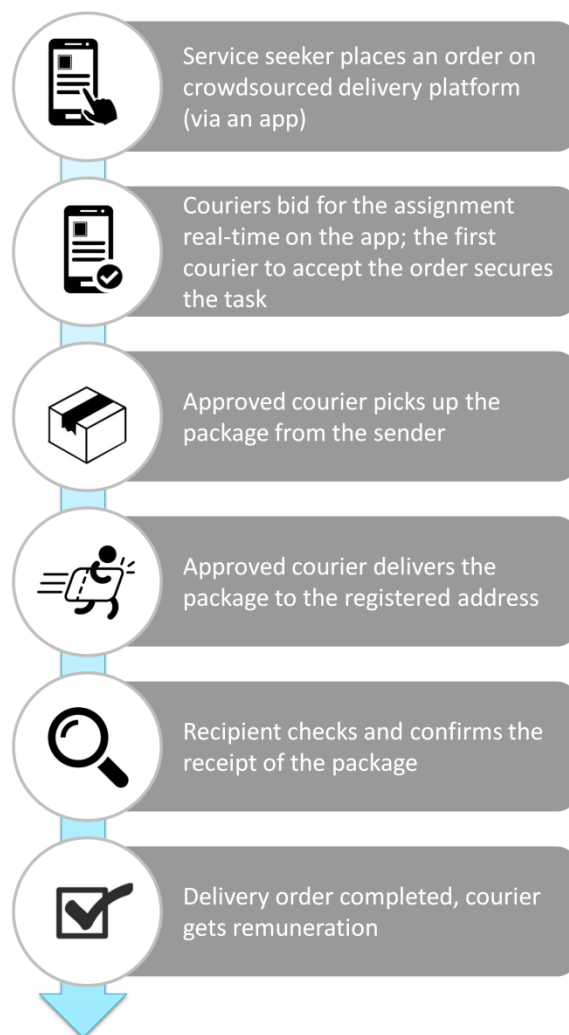 Service seeker places an order on
crowdsourced delivery platform
(via an app)
Couriers bid for the assignment
real-time on the app; the first
courier to accept the order secures
the task
Approved courier picks up the
package from the sender
Approved courier delivers the
package to the registered address
Recipient checks and confirms the
receipt of the package
Delivery order completed, courier
gets remuneration